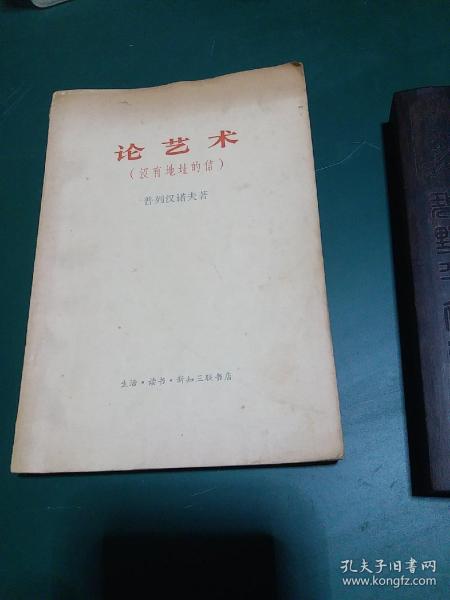 论艺术
（没有地址的信）
普列汉诺夫著
生活·读书·新知三联书店
孔夫子旧书网
www.kongfz.com